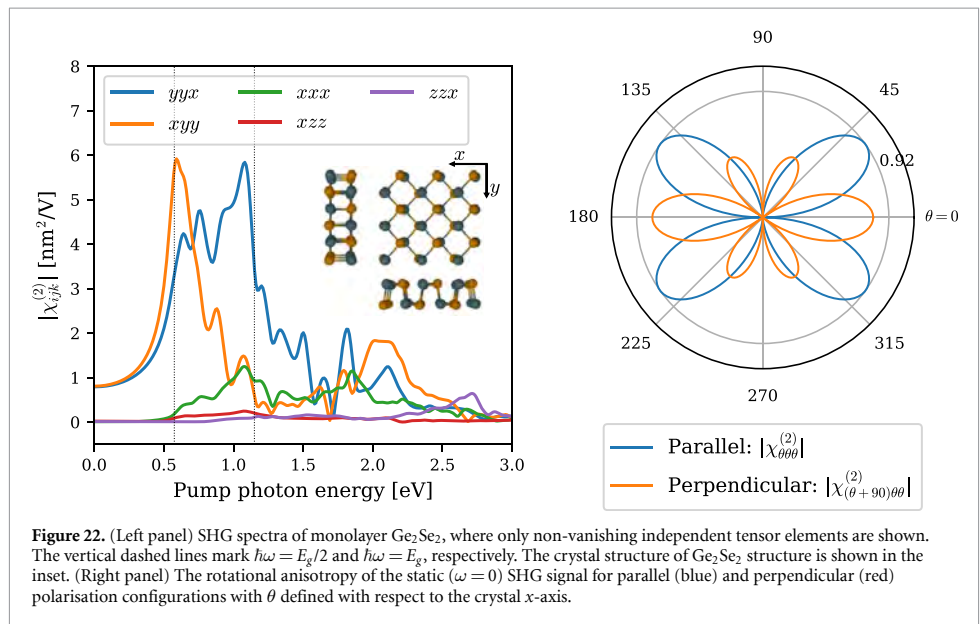 8
7
6
5
4
3
2
1
0
|χ^{(2)}_{ijk}| [nm²/V]
yyx
xxx
zzx
xyy
xzz
x
y
0.0
0.5
1.0
1.5
2.0
2.5
3.0
Pump photon energy [eV]
90
135
45
0.92
180
θ=0
225
315
270
Parallel: |χ^{(2)}_{θθθ}|
Perpendicular: |χ^{(2)}_{(θ+90)θθ}|
Figure 22. (Left panel) SHG spectra of monolayer Ge₂Se₂, where only non-vanishing independent tensor elements are shown.
The vertical dashed lines mark ℏω = E_g/2 and ℏω = E_g, respectively. The crystal structure of Ge₂Se₂ structure is shown in the
inset. (Right panel) The rotational anisotropy of the static (ω = 0) SHG signal for parallel (blue) and perpendicular (red)
polarisation configurations with θ defined with respect to the crystal x-axis.